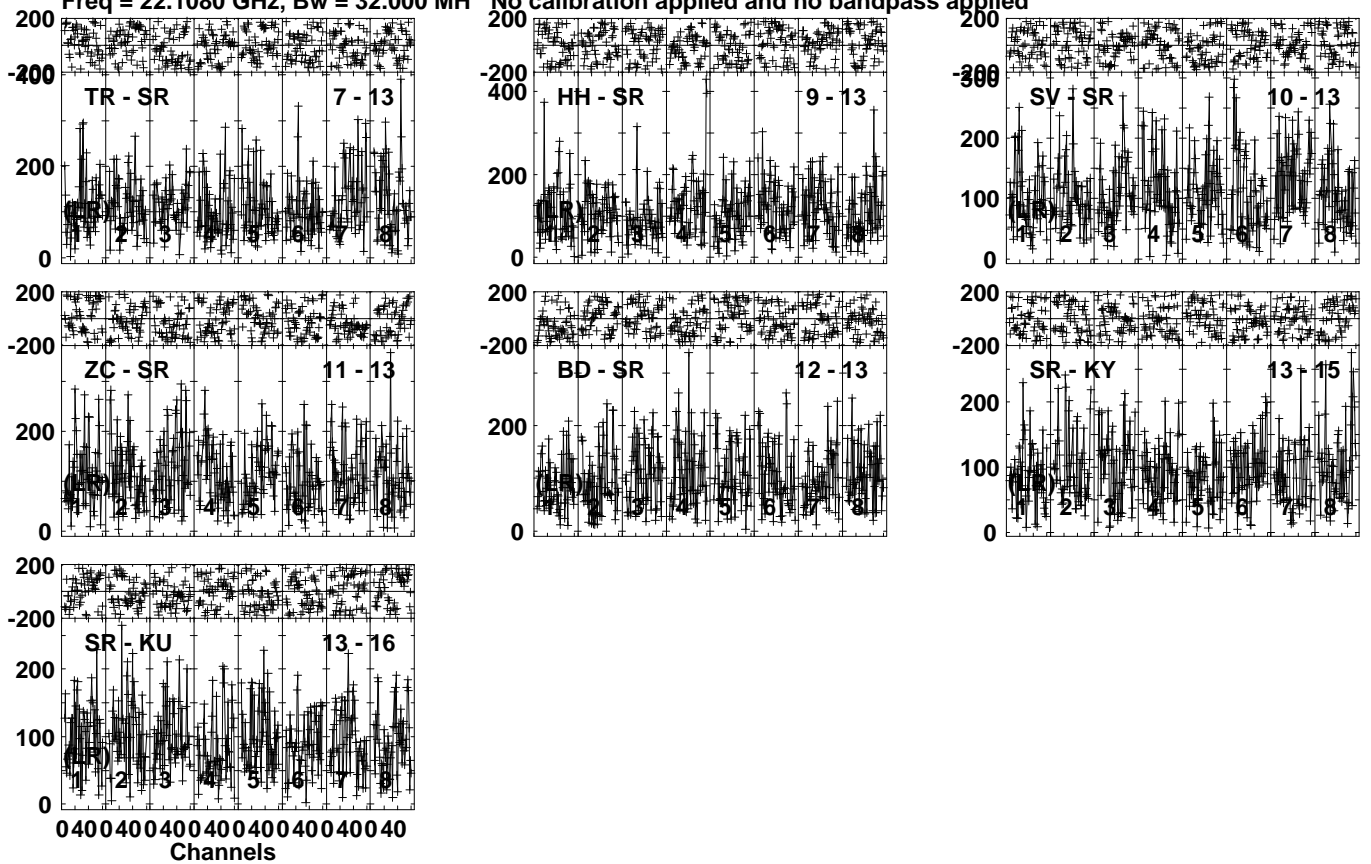 Freq = 22.1080 GHz, Bw = 32.000 MH No calibration applied and no bandpass applied
200
-200
400
TR - SR 7 - 13
200
(LR)
1 2 3 4 5 6 7 8
0
-200
400
HH - SR 9 - 13
200
(LR)
1 2 3 4 5 6 7 8
0
200
-200
300
SV - SR 10 - 13
200
100
(LR)
1 2 3 4 5 6 7 8
0
200
-200
ZC - SR 11 - 13
200
(LR)
1 2 3 4 5 6 7 8
0
200
-200
BD - SR 12 - 13
200
(LR)
1 2 3 4 5 6 7 8
0
200
-200
SR - KY 13 - 15
200
100
(LR)
1 2 3 4 5 6 7 8
0
200
-200
SR - KU 13 - 16
200
100
(LR)
1 2 3 4 5 6 7 8
0
0 40 0 40 0 40 0 40 0 40 0 40 0 40 0 40
Channels